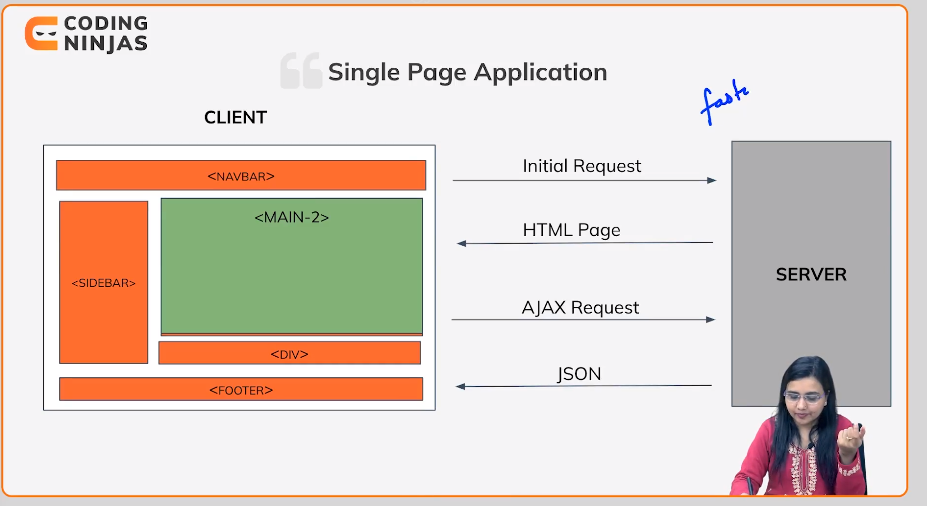 CODING
NINJAS
Single Page Application
CLIENT
<NAVBAR>
<SIDEBAR>
<MAIN-2>
<DIV>
<FOOTER>
faste
Initial Request
HTML Page
AJAX Request
JSON
SERVER